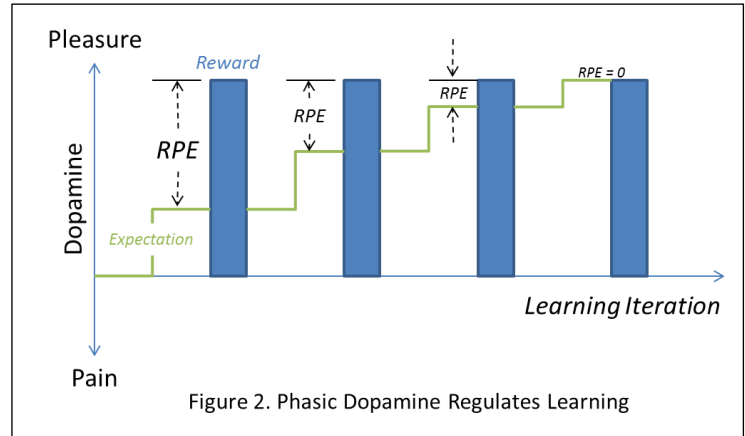 Pleasure
Reward
RPE = 0
RPE
RPE
RPE
Dopamine
Expectation
Learning Iteration
Pain
Figure 2. Phasic Dopamine Regulates Learning